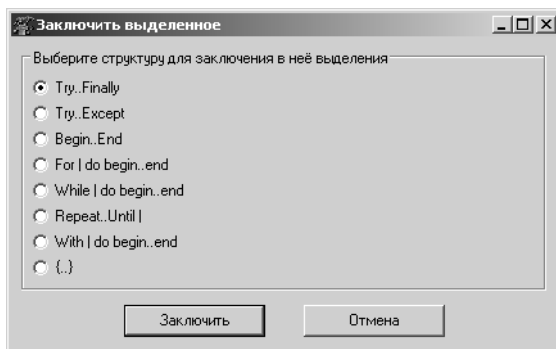 Заключить выделенное
Выберите структуру для заключения в неё выделения
Try..Finally
Try..Except
Begin..End
For | do begin..end
While | do begin..end
Repeat..Until |
With | do begin..end
{..}
Заключить Отмена